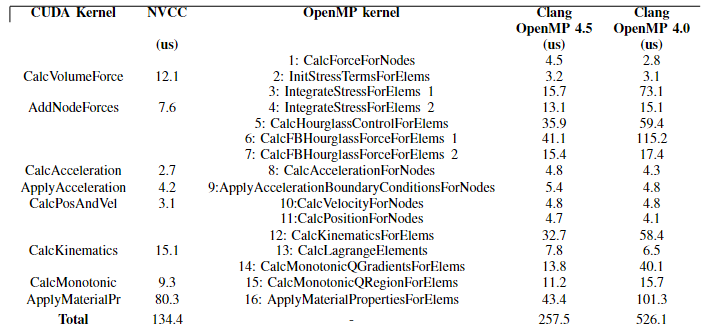 CUDA Kernel NVCC OpenMP kernel Clang Clang
OpenMP 4.5 OpenMP 4.0
(us) (us) (us)
1: CalcForceForNodes 4.5 2.8
CalcVolumeForce 12.1 2: InitStressTermsForElems 3.2 3.1
3: IntegrateStressForElems 1 15.7 73.1
AddNodeForces 7.6 4: IntegrateStressForElems 2 13.1 15.1
5: CalcHourglassControlForElems 35.9 59.4
6: CalcFBHourglassForceForElems 1 41.1 115.2
7: CalcFBHourglassForceForElems 2 15.4 17.4
CalcAcceleration 2.7 8: CalcAccelerationForNodes 4.8 4.3
ApplyAcceleration 4.2 9:ApplyAccelerationBoundaryConditionsForNodes 5.4 4.8
CalcPosAndVel 3.1 10:CalcVelocityForNodes 4.8 4.8
11:CalcPositionForNodes 4.7 4.1
12: CalcKinematicsForElems 32.7 58.4
CalcKinematics 15.1 13: CalcLagrangeElements 7.8 6.5
14: CalcMonotonicQGradientsForElems 13.8 40.1
CalcMonotonic 9.3 15: CalcMonotonicQRegionForElems 11.2 15.7
ApplyMaterialPr 80.3 16: ApplyMaterialPropertiesForElems 43.4 101.3
Total 134.4 - 257.5 526.1